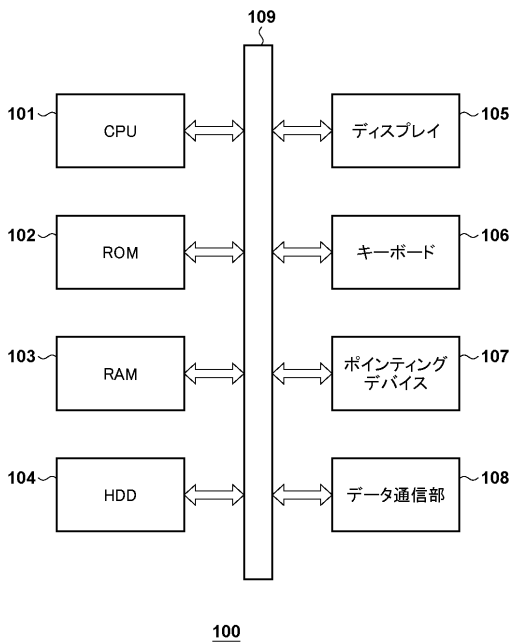 109
101
CPU
ディスプレイ
105
102
ROM
キーボード
106
103
RAM
ポインティング
デバイス
107
104
HDD
データ通信部
108
100